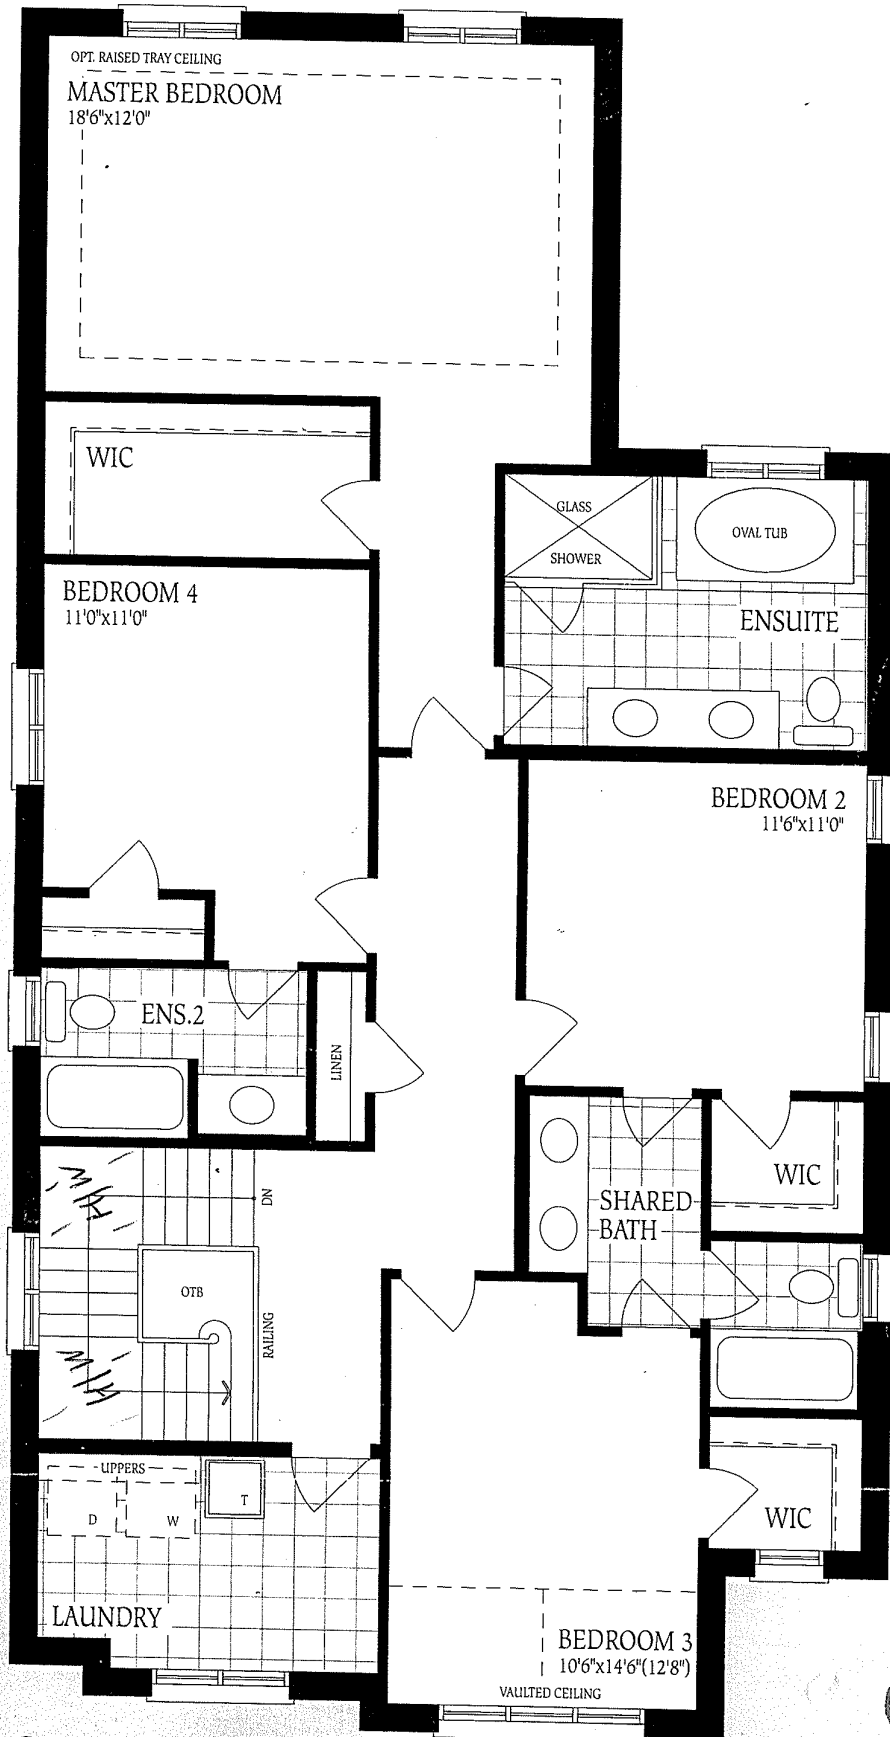 OPT. RAISED TRAY CEILING
MASTER BEDROOM
18'6"x12'0"
WIC
GLASS
SHOWER
OVAL TUB
ENSUITE
BEDROOM 4
11'0"x11'0"
BEDROOM 2
11'6"x11'0"
ENS.2
LINEN
WIC
SHARED
BATH
DN
OTB
RAILING
UPPERS
D
W
T
LAUNDRY
WIC
BEDROOM 3
10'6"x14'6"(12'8")
VAULTED CEILING